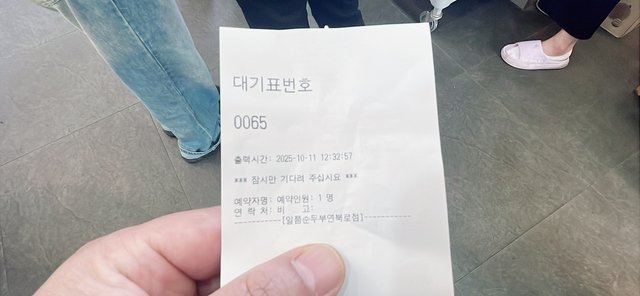 대기표번호
0065
출력시간: 2025-10-11 12:32:57
*** 잠시만 기다려 주십시요 ***
예약자명: 예약인원: 1 명
연 락 처: 비 고:
-----------[일품순두부연북로점]-----------